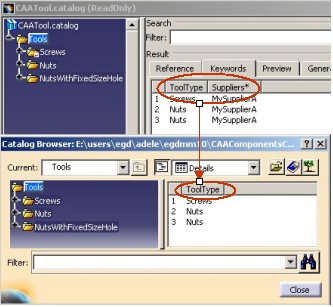 CAATool.catalog (ReadOnly)
CAATool.catalog
Tools
Screws
Nuts
NutsWithFixedSizeHole
Search
Filter:
Result
Reference Keywords Preview Gener
ToolType Suppliers*
1 Screws MySupplierA
2 Nuts MySupplierA
3 Nuts MySupplierA
Catalog Browser: E:\users\egd\adele\egdmm10\CAAComponentsC... ? X
Current: Tools Details
Tools
Screws
Nuts
NutsWithFixedSizeHole
ToolType
1 Screws
2 Nuts
3 Nuts
Filter:
Close